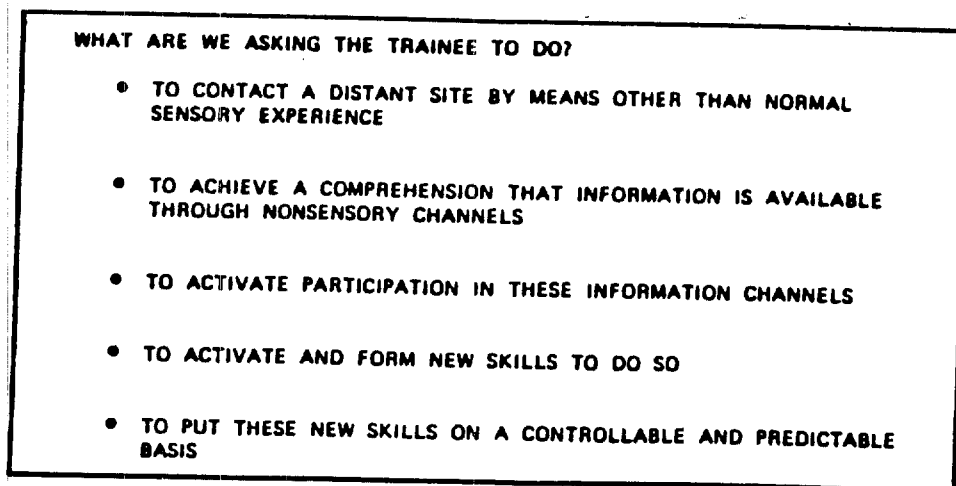 WHAT ARE WE ASKING THE TRAINEE TO DO?
• TO CONTACT A DISTANT SITE BY MEANS OTHER THAN NORMAL
SENSORY EXPERIENCE
• TO ACHIEVE A COMPREHENSION THAT INFORMATION IS AVAILABLE
THROUGH NONSENSORY CHANNELS
• TO ACTIVATE PARTICIPATION IN THESE INFORMATION CHANNELS
• TO ACTIVATE AND FORM NEW SKILLS TO DO SO
• TO PUT THESE NEW SKILLS ON A CONTROLLABLE AND PREDICTABLE
BASIS